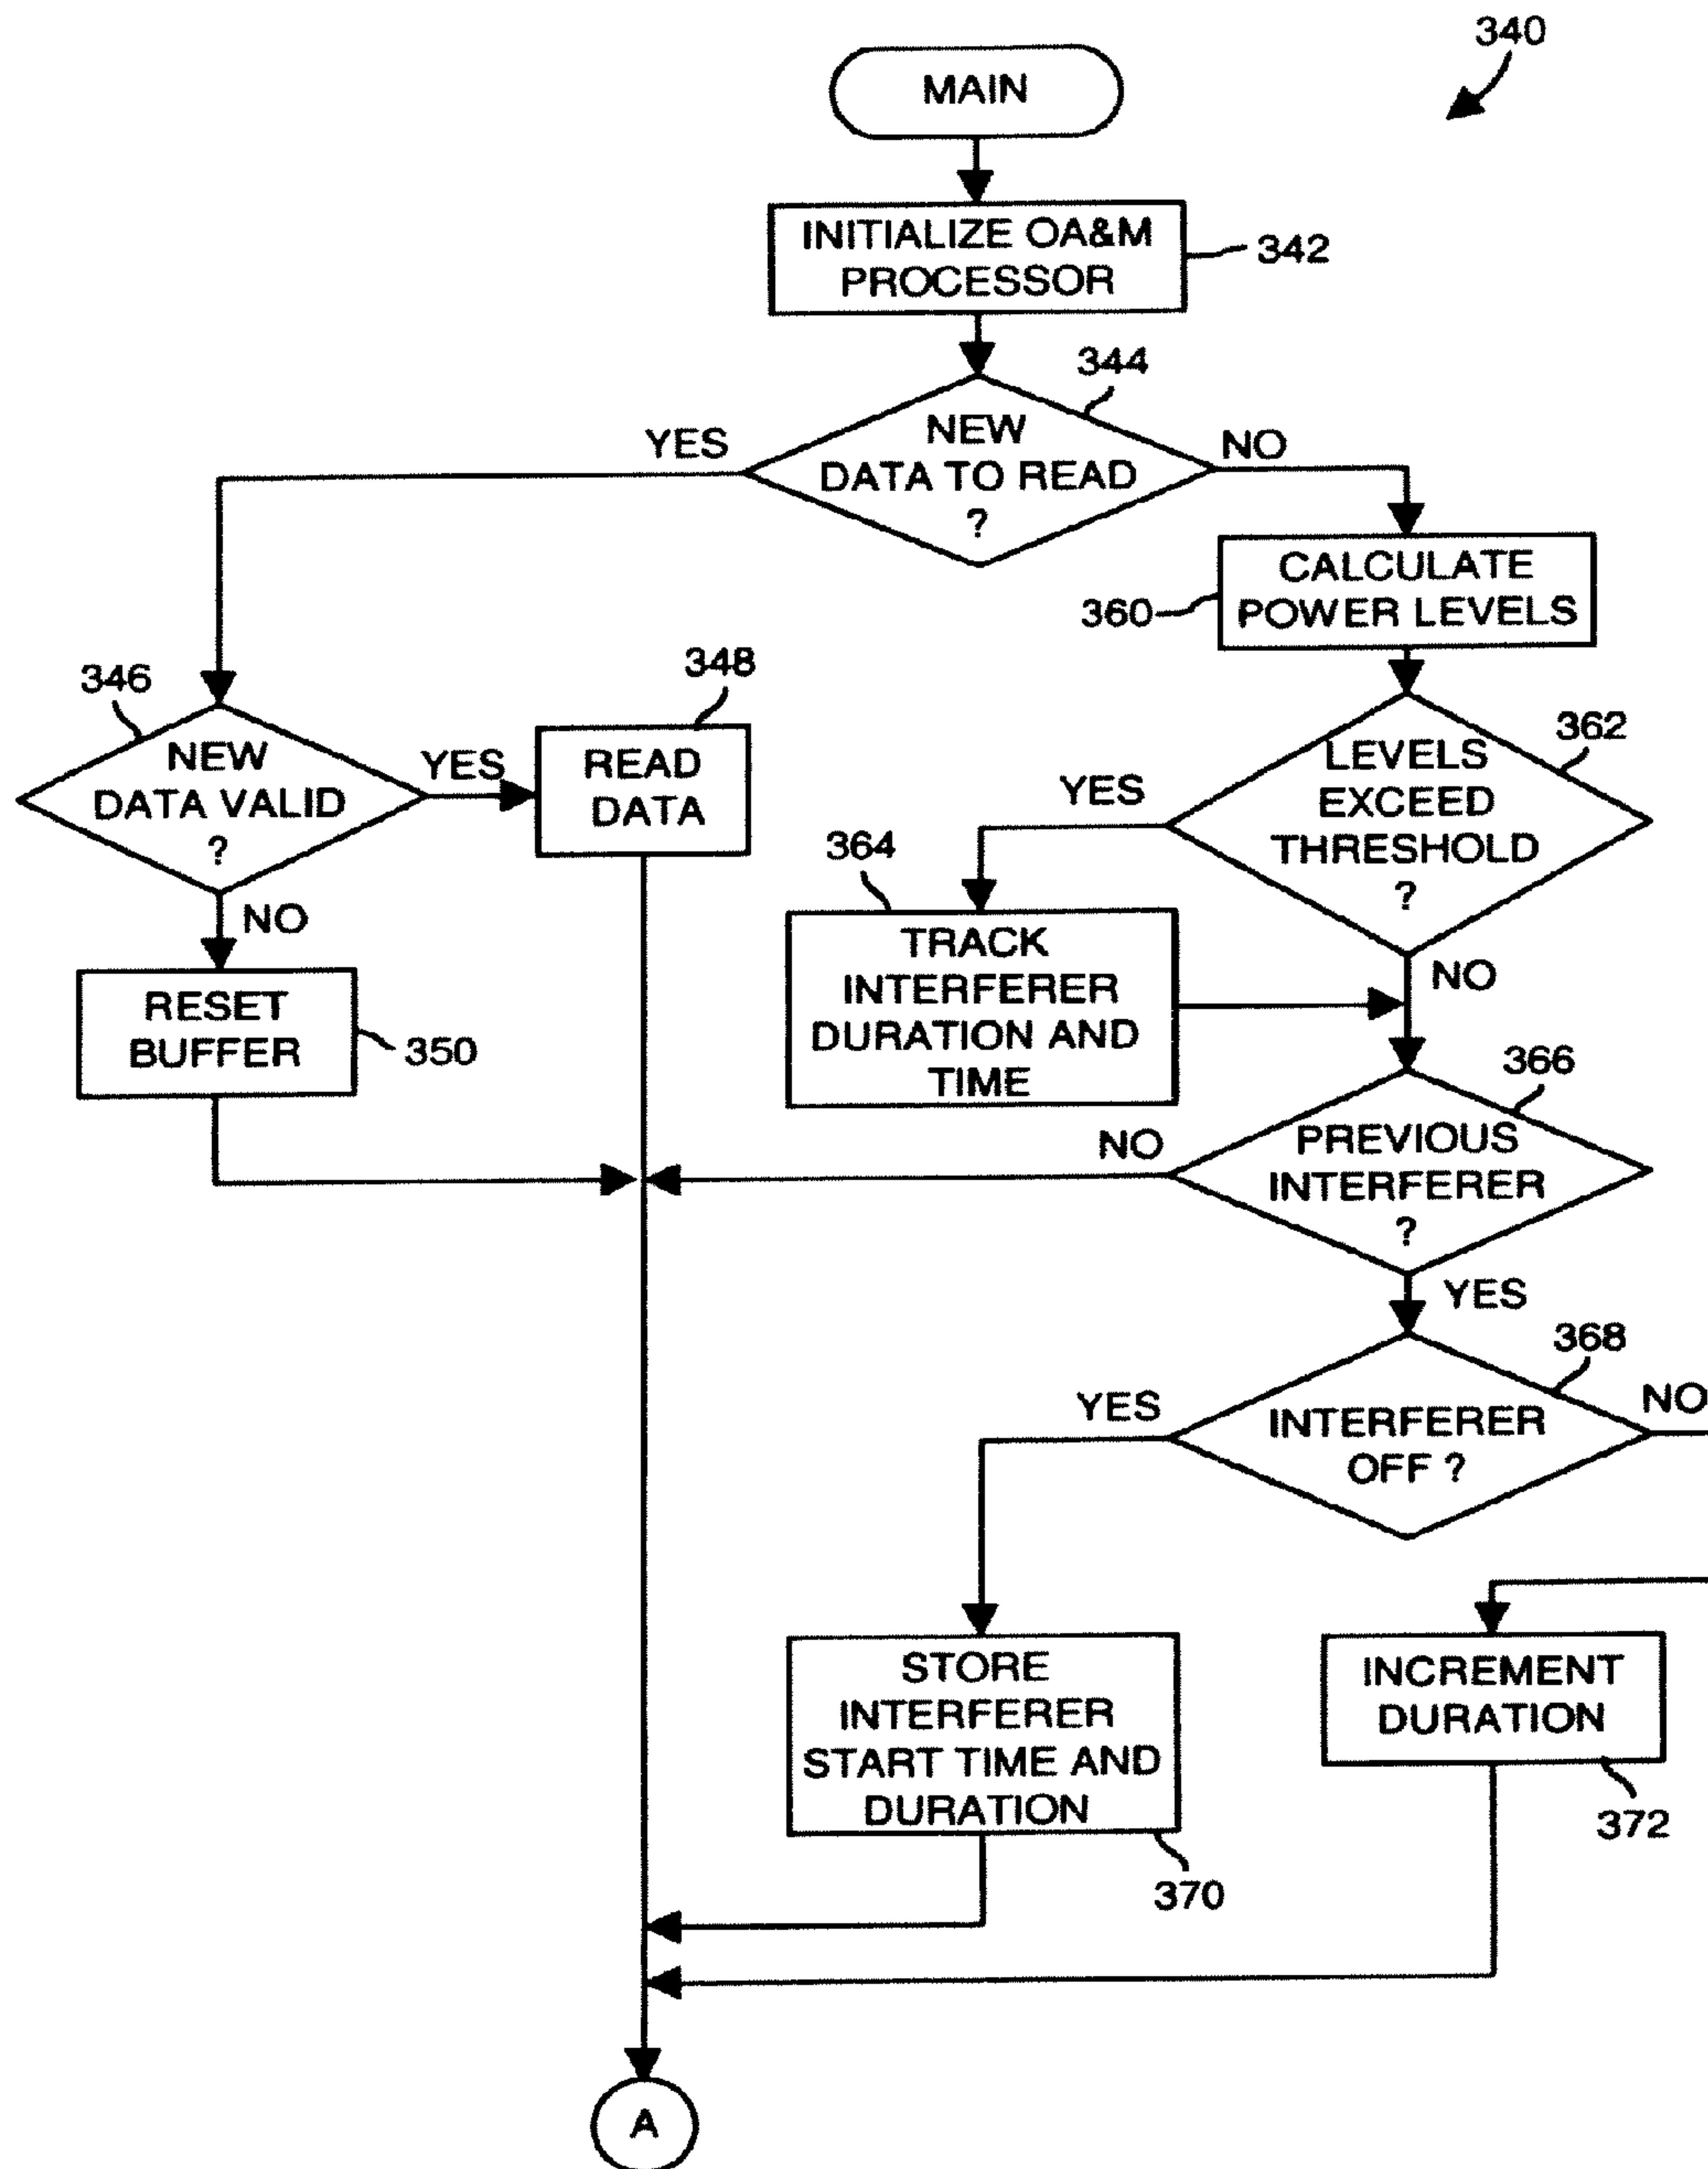 340
MAIN
INITIALIZE OA&M
PROCESSOR
342
344
NEW
DATA TO READ
?
YES
NO
CALCULATE
POWER LEVELS
360
346
NEW
DATA VALID
?
YES
348
READ
DATA
NO
RESET
BUFFER
350
362
LEVELS
EXCEED
THRESHOLD
?
YES
NO
364
TRACK
INTERFERER
DURATION AND
TIME
366
PREVIOUS
INTERFERER
?
NO
YES
368
INTERFERER
OFF ?
YES
NO
STORE
INTERFERER
START TIME AND
DURATION
370
INCREMENT
DURATION
372
A